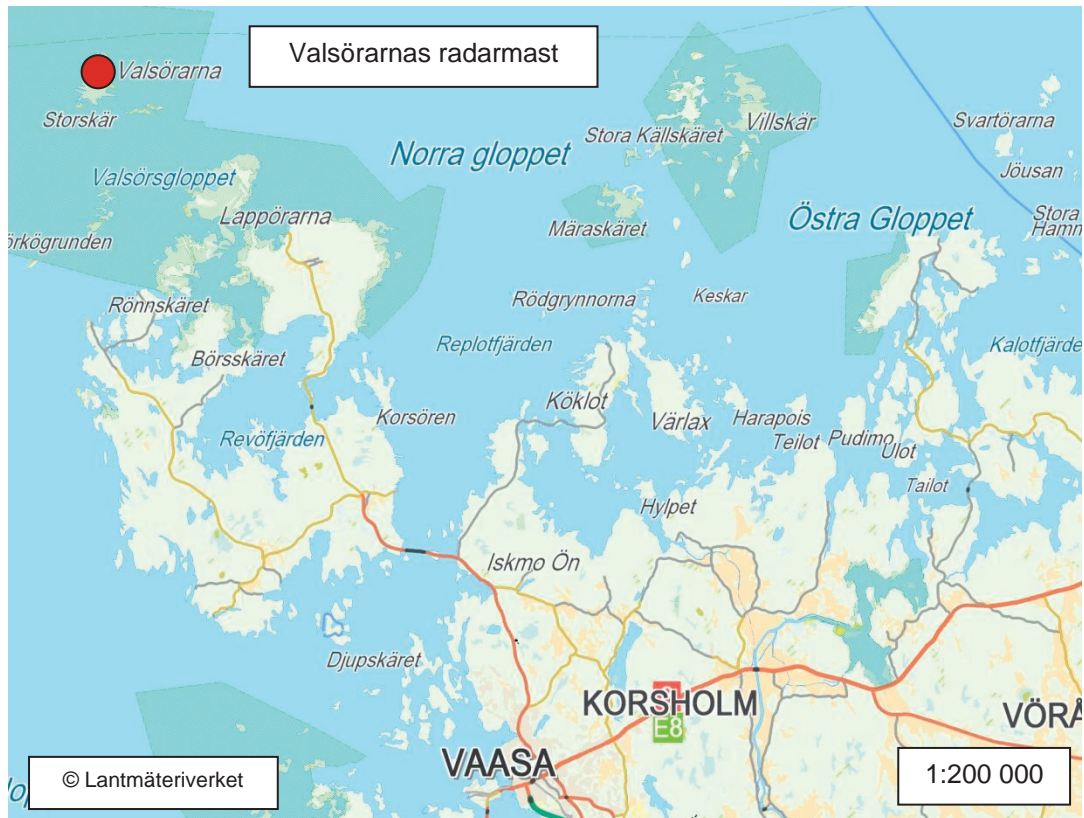 Valsörarnas radarmast
Valsörarna
Storskär
Stora Källskäret
Villskär
Svartörarna
Norra gloppet
Jöusan
Valsörsgloppet
Lappörarna
Östra Gloppet
Stora
Hamn
Märaskäret
örkögrunden
Rödgrynnorna
Keskar
Rönnskäret
Replotfjärden
Kalotfjärde
Börsskäret
Köklot
Korsören
Värlax
Harapois
Revöfjärden
Teilot
Pudimo
Ulot
Tailot
Hylpet
Iskmo Ön
Djupskäret
KORSHOLM
E8
VÖRÅ
VAASA
© Lantmäteriverket
1:200 000